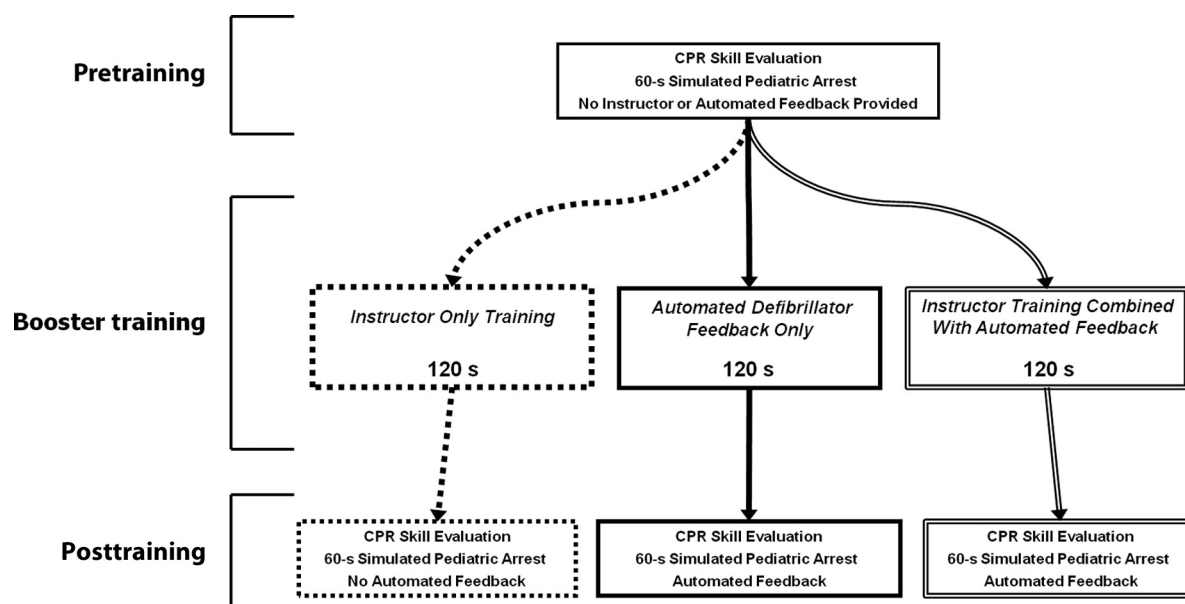 Pretraining
CPR Skill Evaluation
60-s Simulated Pediatric Arrest
No Instructor or Automated Feedback Provided
Booster training
Instructor Only Training
120 s
Automated Defibrillator
Feedback Only
120 s
Instructor Training Combined
With Automated Feedback
120 s
Posttraining
CPR Skill Evaluation
60-s Simulated Pediatric Arrest
No Automated Feedback
CPR Skill Evaluation
60-s Simulated Pediatric Arrest
Automated Feedback
CPR Skill Evaluation
60-s Simulated Pediatric Arrest
Automated Feedback